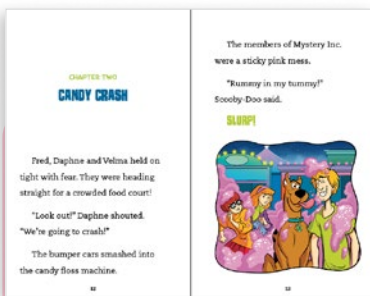 CHAPTER TWO
CANDY CRASH
Fred, Daphne and Velma held on
tight with fear. They were heading
straight for a crowded food court!
"Look out!" Daphne shouted.
"We're going to crash!"
The bumper cars smashed into
the candy floss machine.
12
The members of Mystery Inc.
were a sticky pink mess.
"Rummy in my tummy!"
Scooby-Doo said.
SLURP!
13